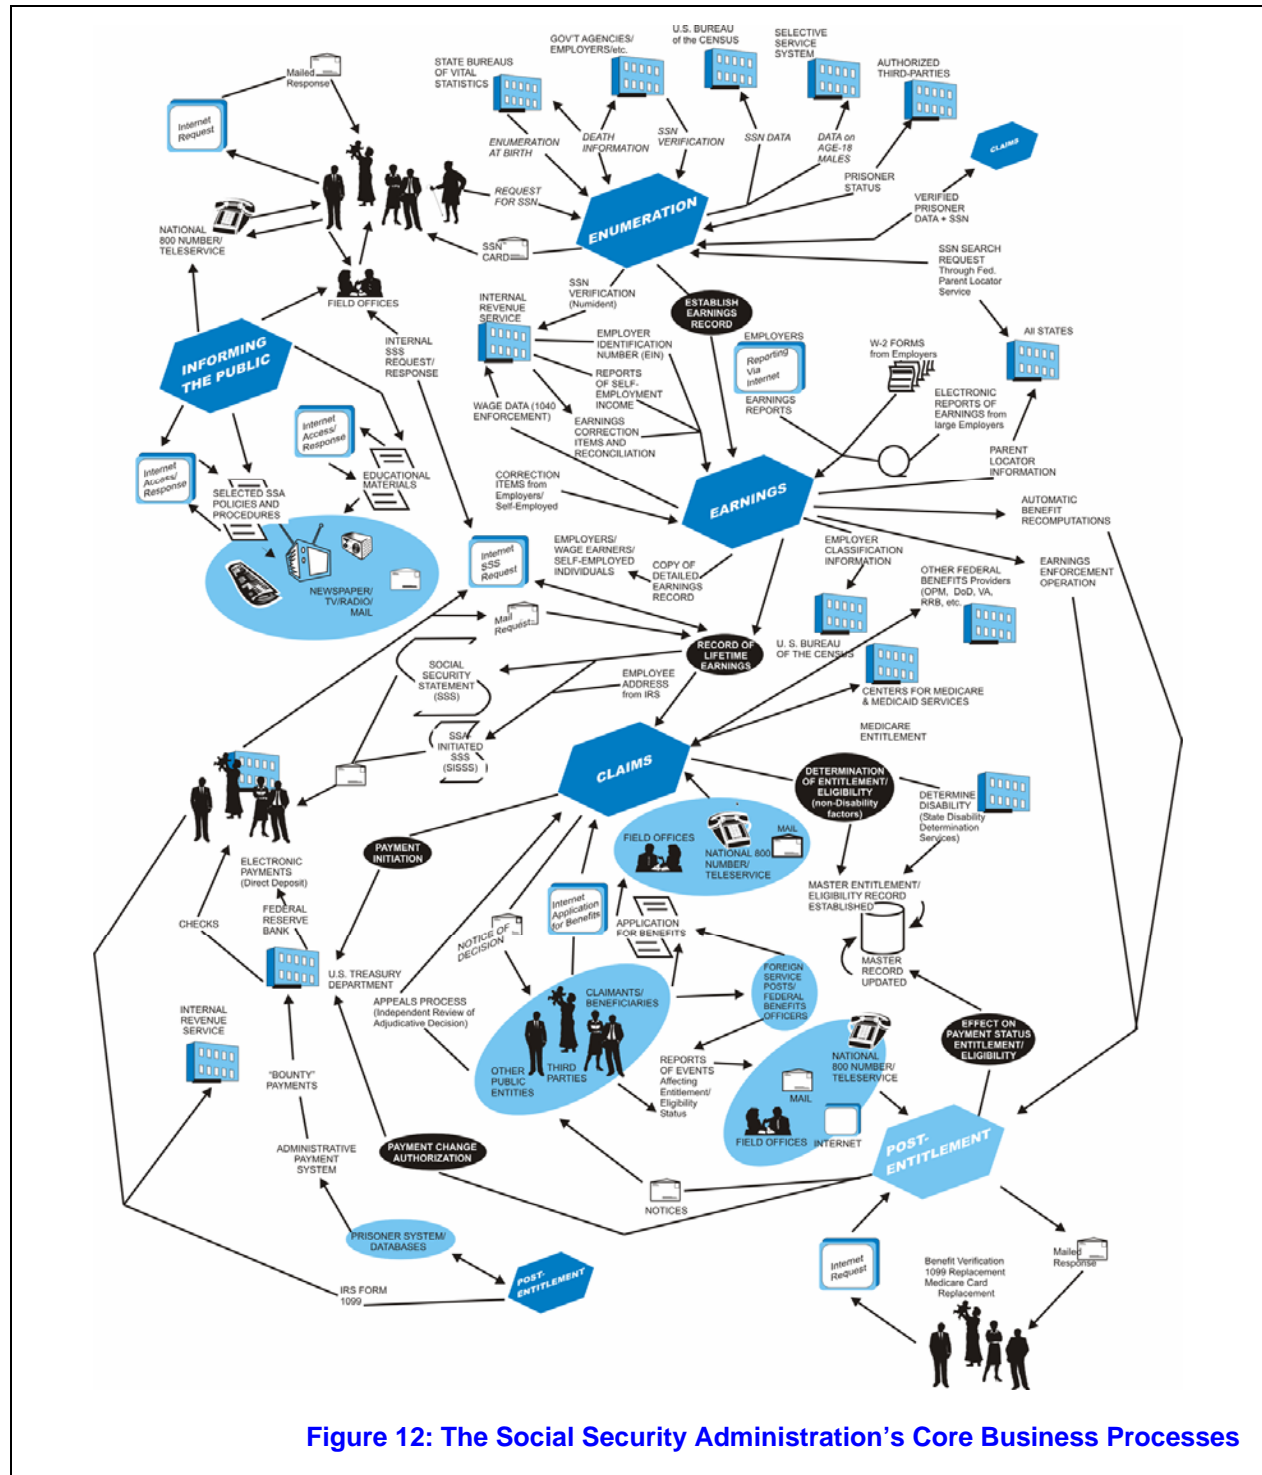 Mailed
Response
Internet
Request
STATE BUREAUS
OF VITAL
STATISTICS
GOV'T AGENCIES/
EMPLOYERS/etc.
U.S. BUREAU
of the CENSUS
SELECTIVE
SERVICE
SYSTEM
AUTHORIZED
THIRD-PARTIES
CLAIMS
ENUMERATION
AT BIRTH
DEATH
INFORMATION
SSN
VERIFICATION
SSN DATA
DATA on
AGE-18
MALES
PRISONER
STATUS
VERIFIED
PRISONER
DATA + SSN
REQUEST
FOR SSN
ENUMERATION
NATIONAL
800 NUMBER/
TELESERVICE
SSN
CARD
SSN SEARCH
REQUEST
Through Fed.
Parent Locator
Service
FIELD OFFICES
SSN
VERIFICATION
(Numident)
INTERNAL
REVENUE
SERVICE
ESTABLISH
EARNINGS
RECORD
INFORMING
THE PUBLIC
INTERNAL
SSS
REQUEST/
RESPONSE
EMPLOYER
IDENTIFICATION
NUMBER (EIN)
EMPLOYERS
Reporting
Via
Internet
EARNINGS
REPORTS
W-2 FORMS
from Employers
All STATES
REPORTS
OF SELF-
EMPLOYMENT
INCOME
WAGE DATA (1040
ENFORCEMENT)
EARNINGS
CORRECTION
ITEMS AND
RECONCILIATION
ELECTRONIC
REPORTS OF
EARNINGS from
large Employers
PARENT
LOCATOR
INFORMATION
Internet
Access/
Response
Internet
Access/
Response
EDUCATIONAL
MATERIALS
SELECTED SSA
POLICIES AND
PROCEDURES
CORRECTION
ITEMS from
Employers/
Self-Employed
EARNINGS
AUTOMATIC
BENEFIT
RECOMPUTATIONS
NEWSPAPER/
TV/RADIO/
MAIL
Internet
SSS
Request
EMPLOYERS/
WAGE EARNERS/
SELF-EMPLOYED
INDIVIDUALS
COPY OF
DETAILED
EARNINGS
RECORD
EMPLOYER
CLASSIFICATION
INFORMATION
EARNINGS
ENFORCEMENT
OPERATION
OTHER FEDERAL
BENEFITS Providers
(OPM, DoD, VA,
RRB, etc.
Mail
Request
RECORD OF
LIFETIME
EARNINGS
U. S. BUREAU
OF THE CENSUS
SOCIAL
SECURITY
STATEMENT
(SSS)
EMPLOYEE
ADDRESS
from IRS
CENTERS FOR MEDICARE
& MEDICAID SERVICES
MEDICARE
ENTITLEMENT
SSA-
INITIATED
SSS
(SISSS)
CLAIMS
DETERMINATION
OF ENTITLEMENT/
ELIGIBILITY
(non-Disability
factors)
DETERMINE
DISABILITY
(State Disability
Determination
Services)
PAYMENT
INITIATION
FIELD OFFICES
NATIONAL 800
NUMBER/
TELESERVICE
MAIL
ELECTRONIC
PAYMENTS
(Direct Deposit)
CHECKS
FEDERAL
RESERVE
BANK
Internet
Application
for Benefits
NOTICE OF
DECISION
APPLICATION
FOR BENEFITS
MASTER ENTITLEMENT/
ELIGIBILITY RECORD
ESTABLISHED
MASTER
RECORD
UPDATED
U.S. TREASURY
DEPARTMENT
APPEALS PROCESS
(Independent Review of
Adjudicative Decision)
CLAIMANTS/
BENEFICIARIES
FOREIGN
SERVICE
POSTS/
FEDERAL
BENEFITS
OFFICERS
INTERNAL
REVENUE
SERVICE
EFFECT ON
PAYMENT STATUS
ENTITLEMENT/
ELIGIBILITY
OTHER
PUBLIC
ENTITIES
THIRD
PARTIES
REPORTS
OF EVENTS
Affecting
Entitlement/
Eligibility
Status
NATIONAL
800 NUMBER/
TELESERVICE
MAIL
FIELD OFFICES
INTERNET
"BOUNTY"
PAYMENTS
ADMINISTRATIVE
PAYMENT
SYSTEM
PAYMENT CHANGE
AUTHORIZATION
POST-
ENTITLEMENT
NOTICES
PRISONER SYSTEM/
DATABASES
POST-
ENTITLEMENT
IRS FORM
1099
Internet
Request
Mailed
Response
Benefit Verification
1099 Replacement
Medicare Card
Replacement
Figure 12: The Social Security Administration's Core Business Processes